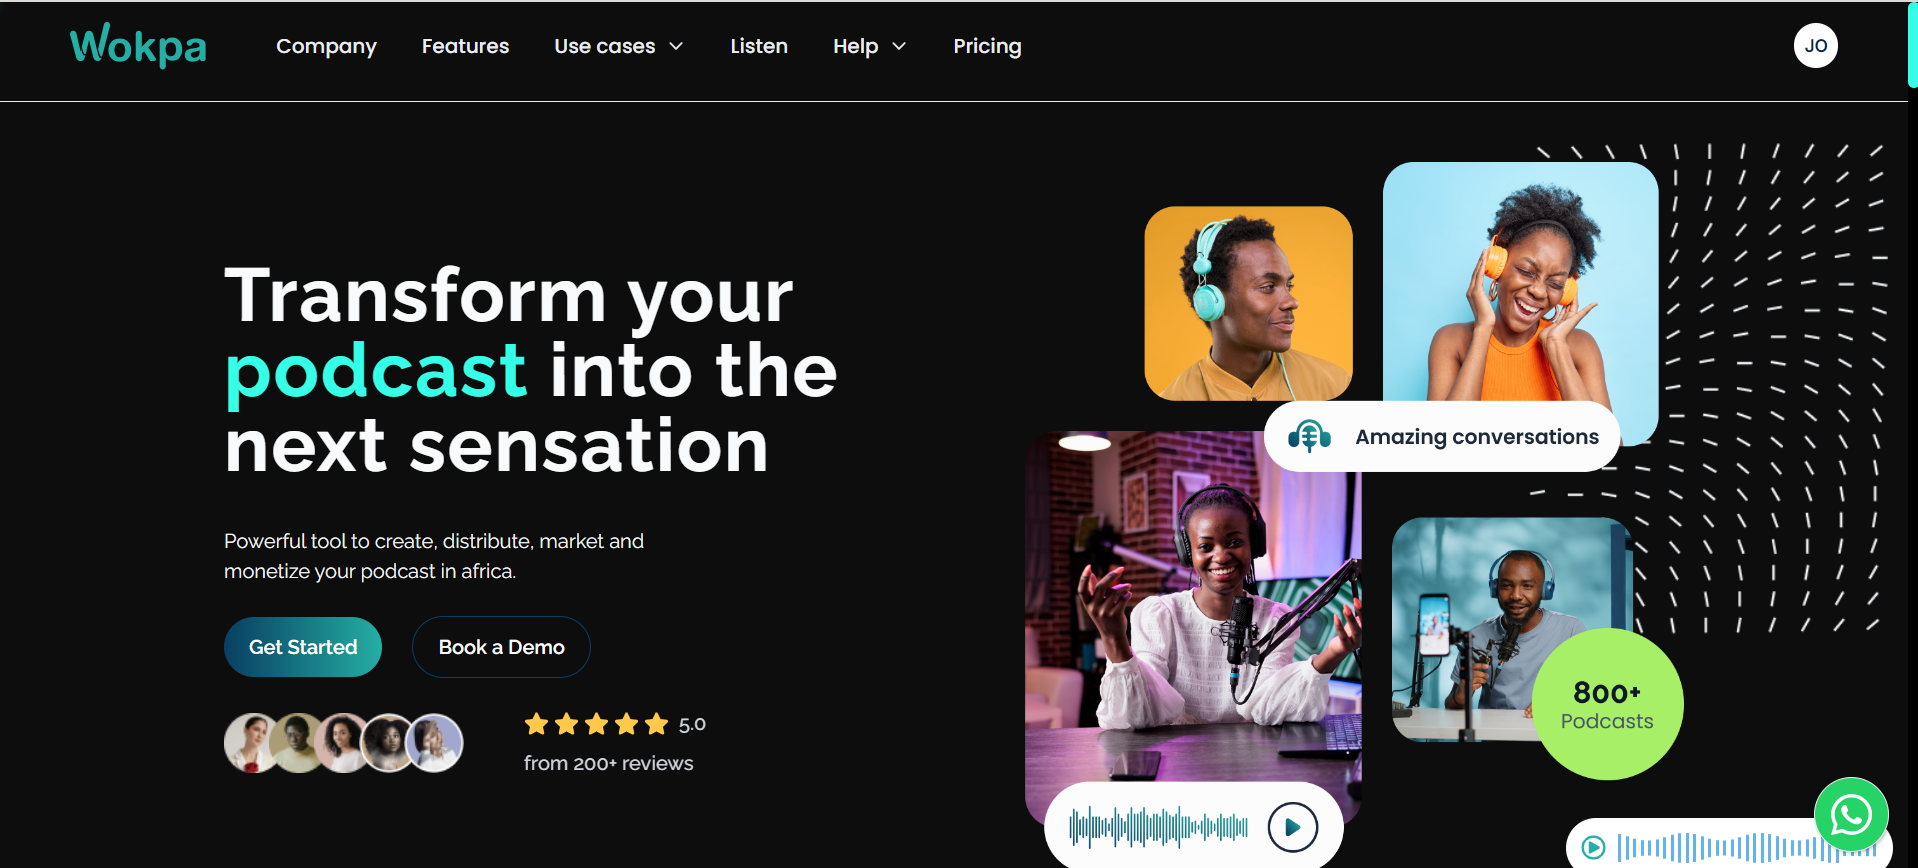 Wokpa
Company
Features
Use cases
Listen
Help
Pricing
JO
Transform your
podcast into the
next sensation
Powerful tool to create, distribute, market and
monetize your podcast in africa.
Get Started
Book a Demo
5.0
from 200+ reviews
Amazing conversations
800+
Podcasts